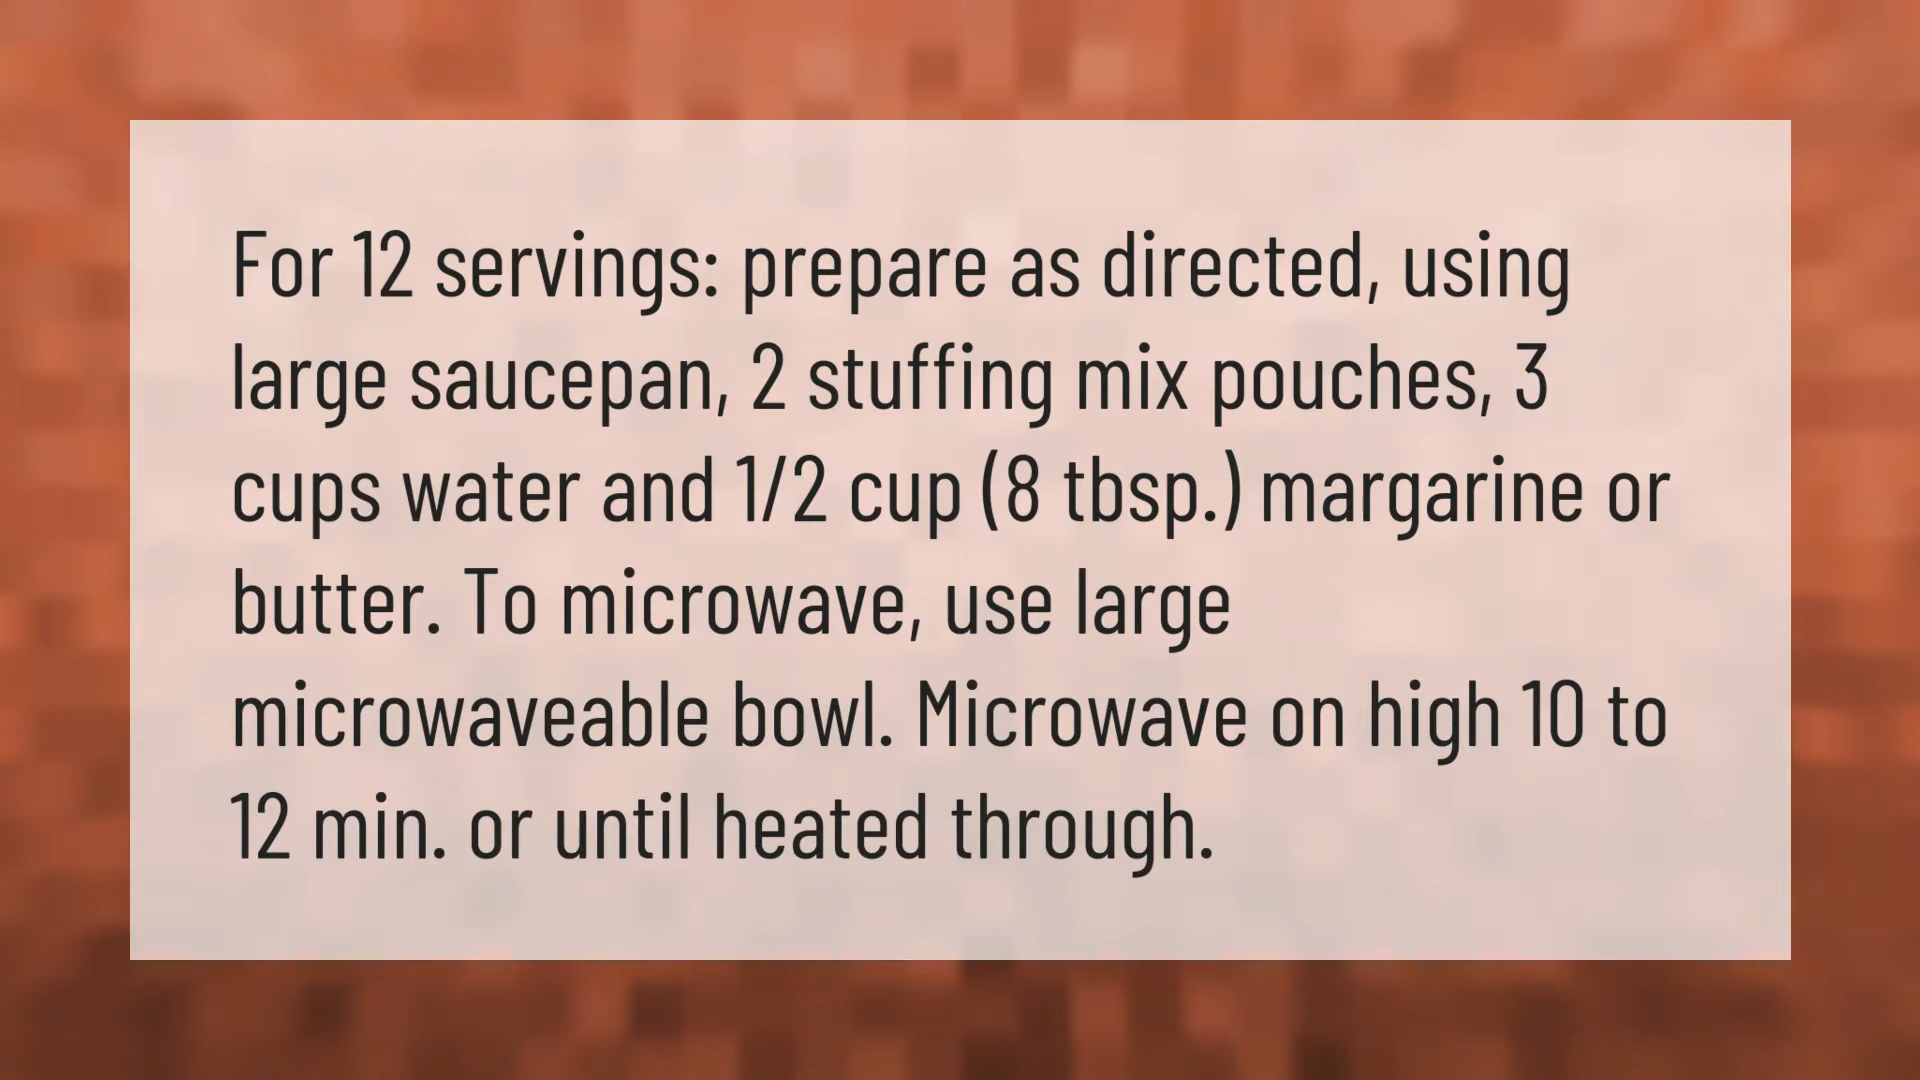 For 12 servings: prepare as directed, using
large saucepan, 2 stuffing mix pouches, 3
cups water and 1/2 cup (8 tbsp.) margarine or
butter. To microwave, use large
microwaveable bowl. Microwave on high 10 to
12 min. or until heated through.